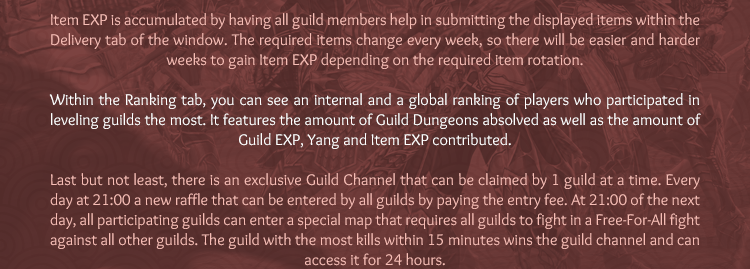 Item EXP is accumulated by having all guild members help in submitting the displayed items within the
Delivery tab of the window. The required items change every week, so there will be easier and harder
weeks to gain Item EXP depending on the required item rotation.
Within the Ranking tab, you can see an internal and a global ranking of players who participated in
leveling guilds the most. It features the amount of Guild Dungeons absolved as well as the amount of
Guild EXP, Yang and Item EXP contributed.
Last but not least, there is an exclusive Guild Channel that can be claimed by 1 guild at a time. Every
day at 21:00 a new raffle that can be entered by all guilds by paying the entry fee. At 21:00 of the next
day, all participating guilds can enter a special map that requires all guilds to fight in a Free-For-All fight
against all other guilds. The guild with the most kills within 15 minutes wins the guild channel and can
access it for 24 hours.